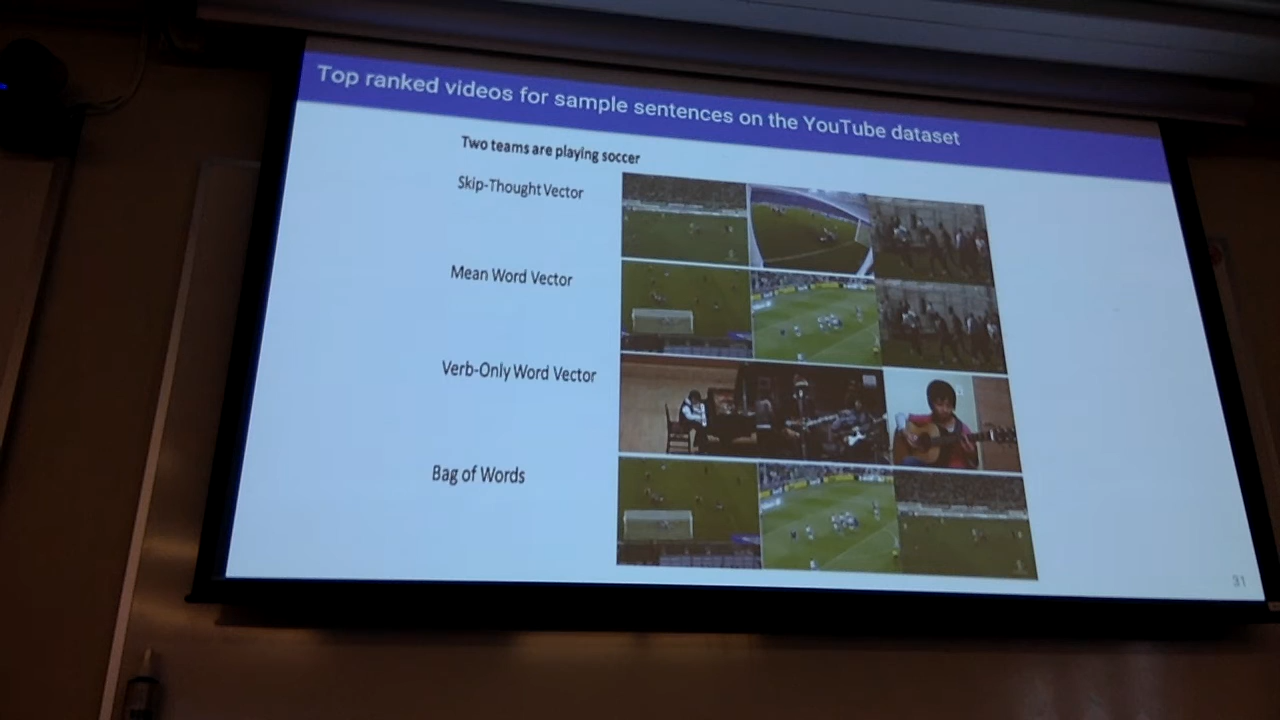 Top ranked videos for sample sentences on the YouTube dataset
Two teams are playing soccer
Skip-Thought Vector
Mean Word Vector
Verb-Only Word Vector
Bag of Words
31